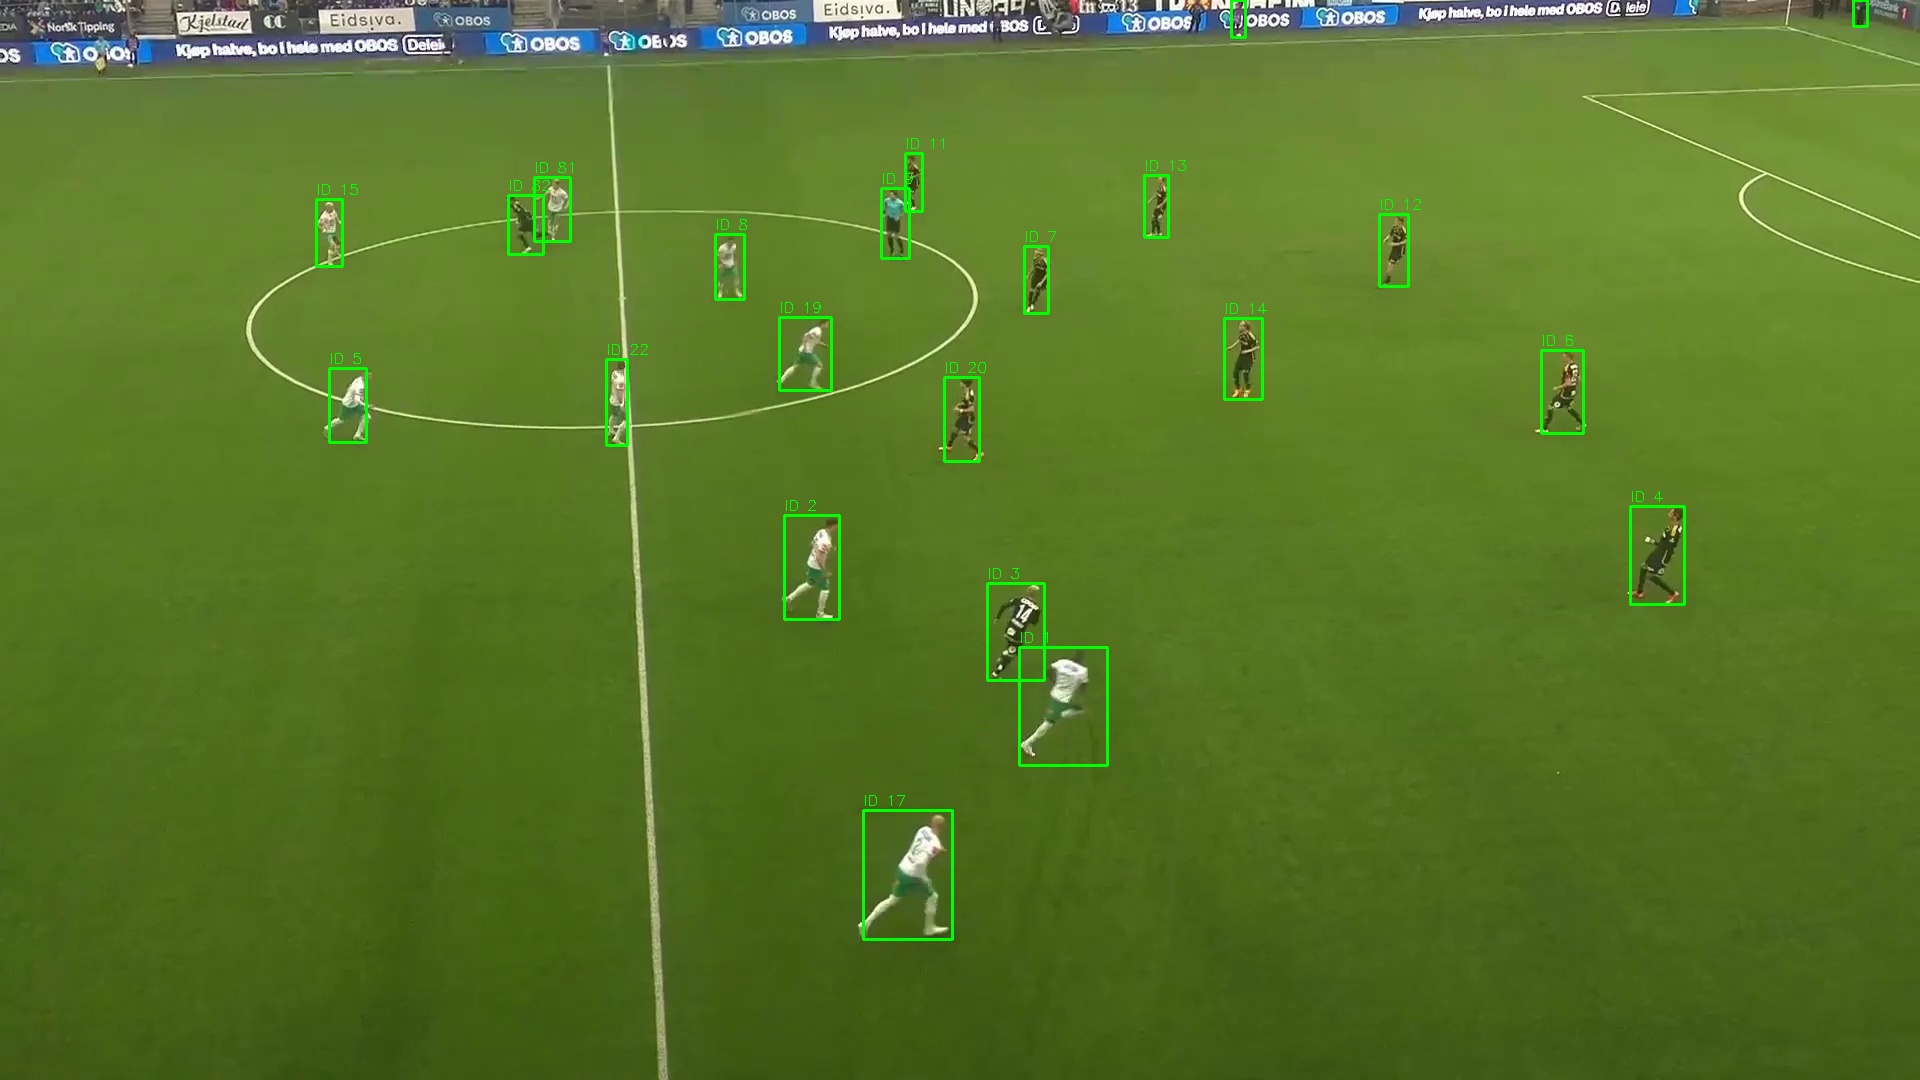 Kjelstad
Eidsiva.
OBOS
OBOS
Eidsiva.
Norsk Tipping
Kjøp halve, bo i hele med OBOS
OBOS
OBOS
Kjøp halve, bo i hele med
OBOS
OBOS
OBOS
Kjøp halve, bo i hele med OBOS
ID 11
ID 13
ID 81
ID 15
ID 12
ID 8
ID 7
ID 19
ID 14
ID 6
ID 22
ID 5
ID 20
ID 4
ID 2
ID 3
14
ID 1
ID 17